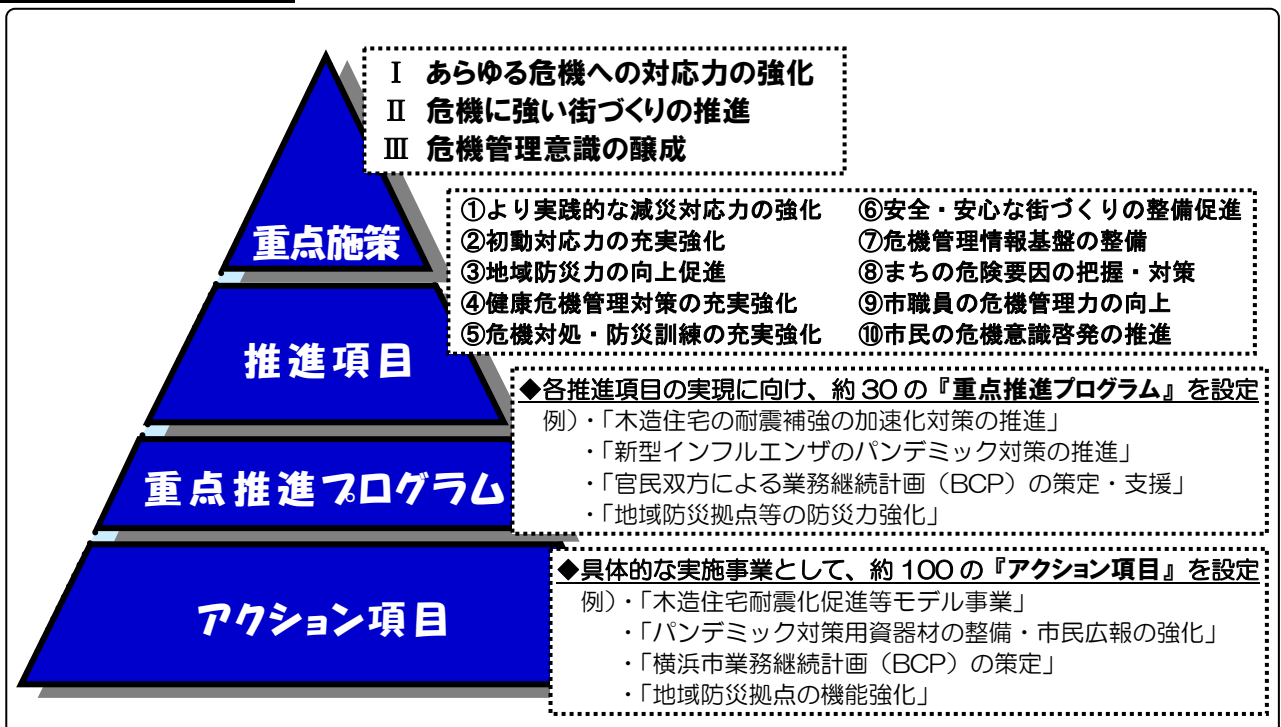 Ⅰ あらゆる危機への対応力の強化
Ⅱ 危機に強い街づくりの推進
Ⅲ 危機管理意識の醸成
重点施策
①より実践的な減災対応力の強化 ⑥安全・安心な街づくりの整備促進
②初動対応力の充実強化 ⑦危機管理情報基盤の整備
③地域防災力の向上促進 ⑧まちの危険要因の把握・対策
④健康危機管理対策の充実強化 ⑨市職員の危機管理力の向上
⑤危機対処・防災訓練の充実強化 ⑩市民の危機意識啓発の推進
推進項目
◆各推進項目の実現に向け、約30の『重点推進プログラム』を設定
例）・「木造住宅の耐震補強の加速化対策の推進」
・「新型インフルエンザのパンデミック対策の推進」
・「官民双方による業務継続計画（BCP）の策定・支援」
・「地域防災拠点等の防災力強化」
重点推進プログラム
◆具体的な実施事業として、約100の『アクション項目』を設定
例）・「木造住宅耐震化促進等モデル事業」
・「パンデミック対策用資器材の整備・市民広報の強化」
・「横浜市業務継続計画（BCP）の策定」
・「地域防災拠点の機能強化」
アクション項目